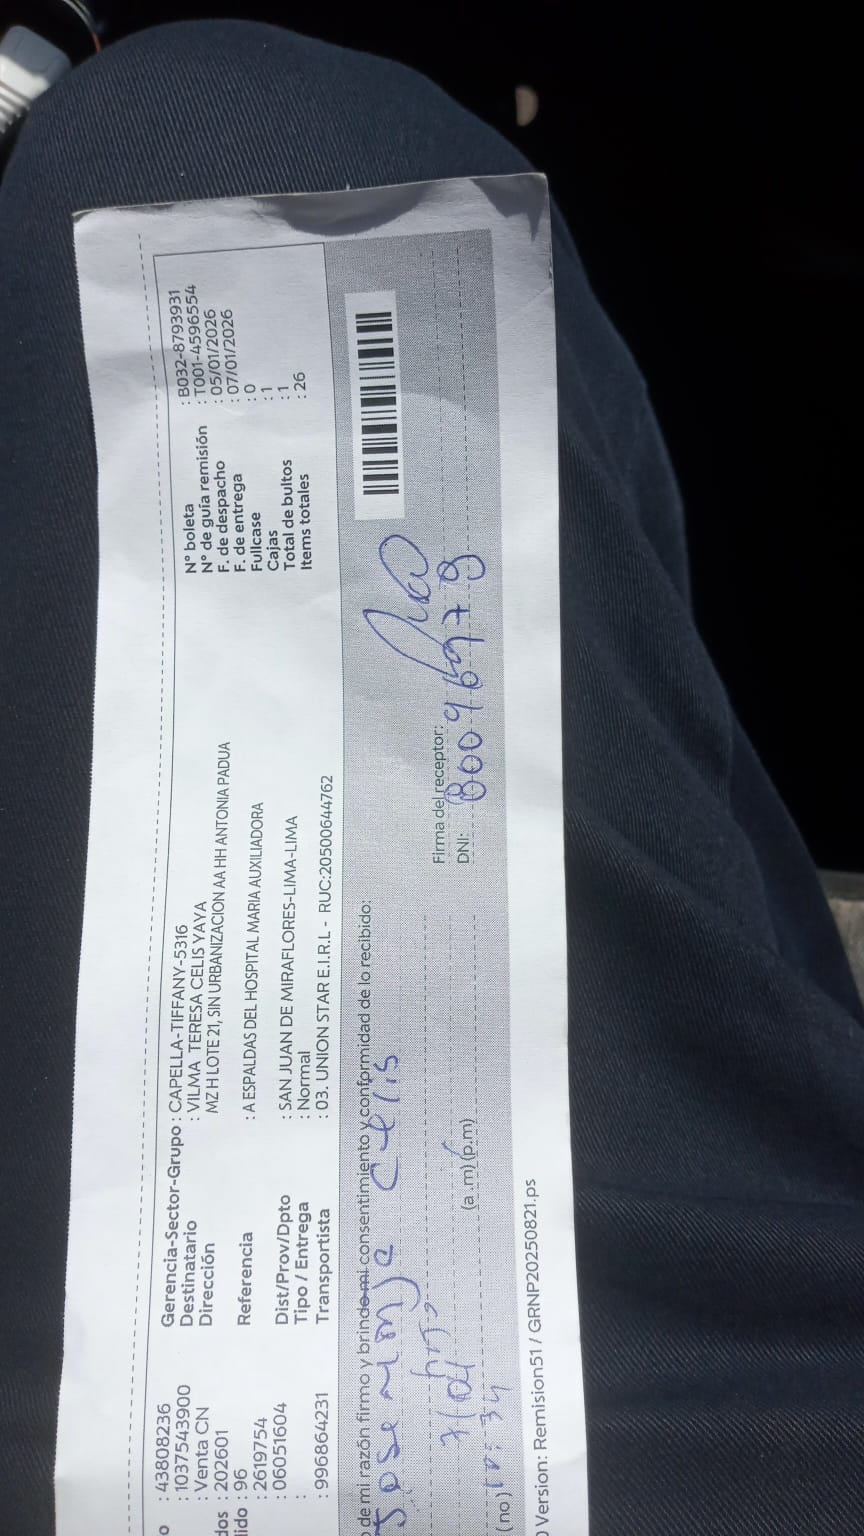 o : 43808236
: 1037543900
: Venta CN
dos : 202601
lido : 96
: 2619754
: 06051604
:
: 996864231
Gerencia-Sector-Grupo : CAPELLA-TIFFANY-5316
Destinatario : VILMA TERESA CELIS YAYA
Dirección MZ H LOTE 21, SIN URBANIZACION AA HH ANTONIA PADUA
Referencia : A ESPALDAS DEL HOSPITAL MARIA AUXILIADORA
Dist/Prov/Dpto : SAN JUAN DE MIRAFLORES-LIMA-LIMA
Tipo / Entrega : Normal
Transportista : 03. UNION STAR E.I.R.L - RUC:20500644762
N° boleta : B032-8793931
N° de guía remisión : T001-4596554
F. de despacho : 05/01/2026
F. de entrega : 07/01/2026
Fullcase : 0
Cajas : 1
Total de bultos : 1
Items totales : 26
o de mi razón firmo y brindo mi consentimiento y conformidad de lo recibido:
Jose Celis
(a .m) (p.m)
(no)
Firma del receptor:
DNI:
) Version: Remision51 / GRNP20250821.ps